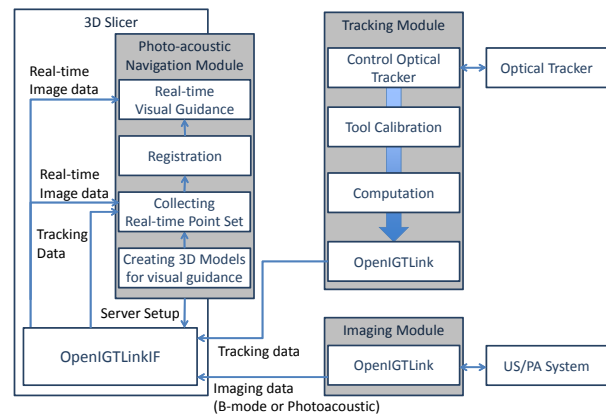 3D Slicer
Photo-acoustic
Navigation Module
Real-time
Image data
Real-time
Visual Guidance
Registration
Real-time
Image data
Collecting
Real-time Point Set
Tracking
Data
Creating 3D Models
for visual guidance
Server Setup
OpenIGTLinkIF
Tracking Module
Control Optical
Tracker
Optical Tracker
Tool Calibration
Computation
OpenIGTLink
Tracking data
Imaging Module
OpenIGTLink
US/PA System
Imaging data
(B-mode or Photoacoustic)